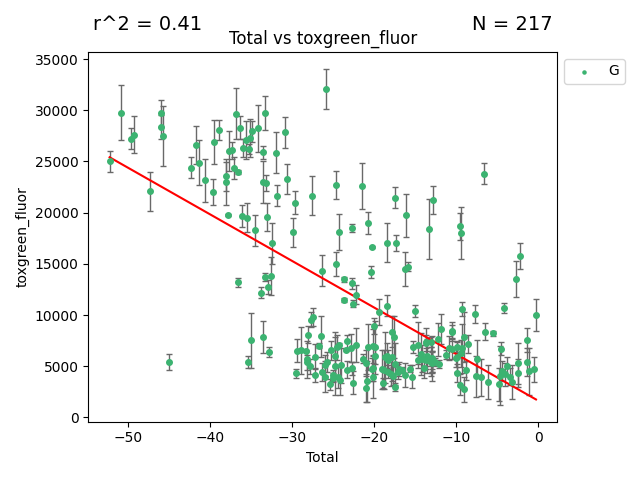 r^2 = 0.41 N = 217
Total vs toxgreen_fluor
G
35000
30000
25000
20000
15000
10000
5000
0
toxgreen_fluor
−50 −40 −30 −20 −10 0
Total